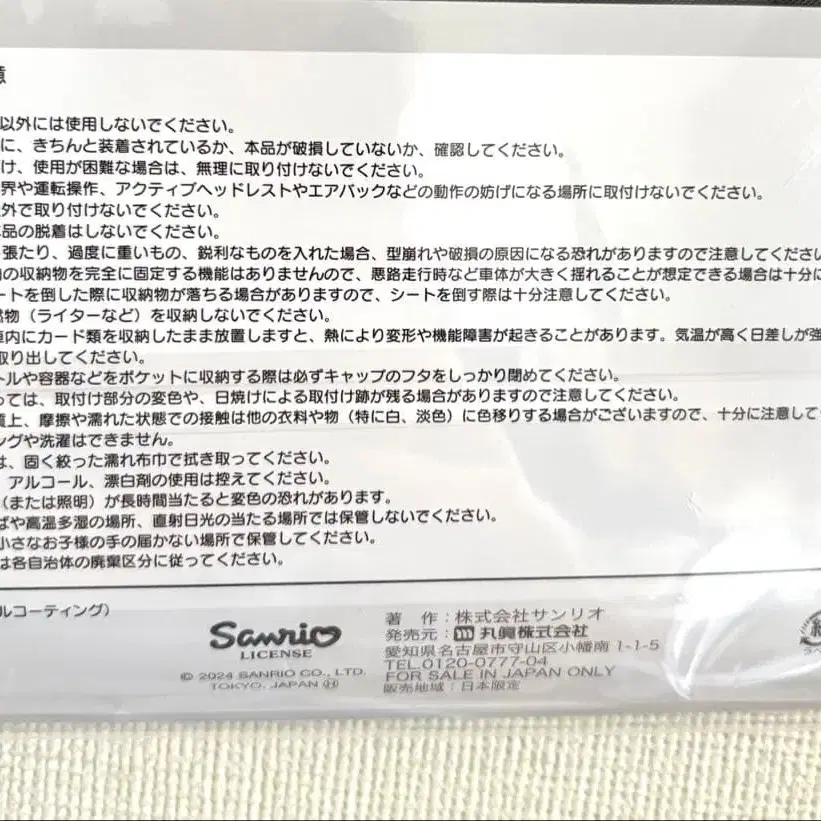 意
以外には使用しないでください。
に、きちんと装着されているか、本品が破損していないか、確認してください。
け、使用が困難な場合は、無理に取り付けないでください。
界や運転操作、アクティブヘッドレストやエアバックなどの動作の妨げになる場所に取付けないでください。
外で取り付けないでください。
品の脱着はしないでください。
張たり、過度に重いもの、鋭利なものを入れた場合、型崩れや破損の原因になる恐れがありますので注意してください
の収納物を完全に固定する機能はありませんので、悪路走行時など車体が大きく揺れることが想定できる場合は十分に
ートを倒した際に収納物が落ちる場合がありますので、シートを倒す際は十分注意してください。
燃物（ライターなど）を収納しないでください。
車内にカード類を収納したまま放置しますと、熱により変形や機能障害が起きることがあります。気温が高く日差しが強
取り出してください。
トルや容器などをポケットに収納する際は必ずキャップのフタをしっかり閉めてください。
っては、取付け部分の変色や、日焼けによる取付け跡が残る場合がありますので注意してください。
質上、摩擦や濡れた状態での接触は他の衣料や物（特に白、淡色）に色移りする場合がございますので、十分に注意して
ングや洗濯はできません。
は、固く絞った濡れ布巾で拭き取ってください。
アルコール、漂白剤の使用は控えてください。
（または照明）が長時間当たると変色の恐れがあります。
ばや高温多湿の場所、直射日光の当たる場所では保管しないでください。
小さなお子様の手の届かない場所で保管してください。
は各自治体の廃棄区分に従ってください。
ルコーティング）
Sanrio
LICENSE
© 2024 SANRIO CO., LTD.
TOKYO, JAPAN Ⓗ
著　作：株式会社サンリオ
発売元：丸眞株式会社
愛知県名古屋市守山区小幡南 1-1-5
TEL.0120-0777-04
FOR SALE IN JAPAN ONLY
販売地域：日本限定